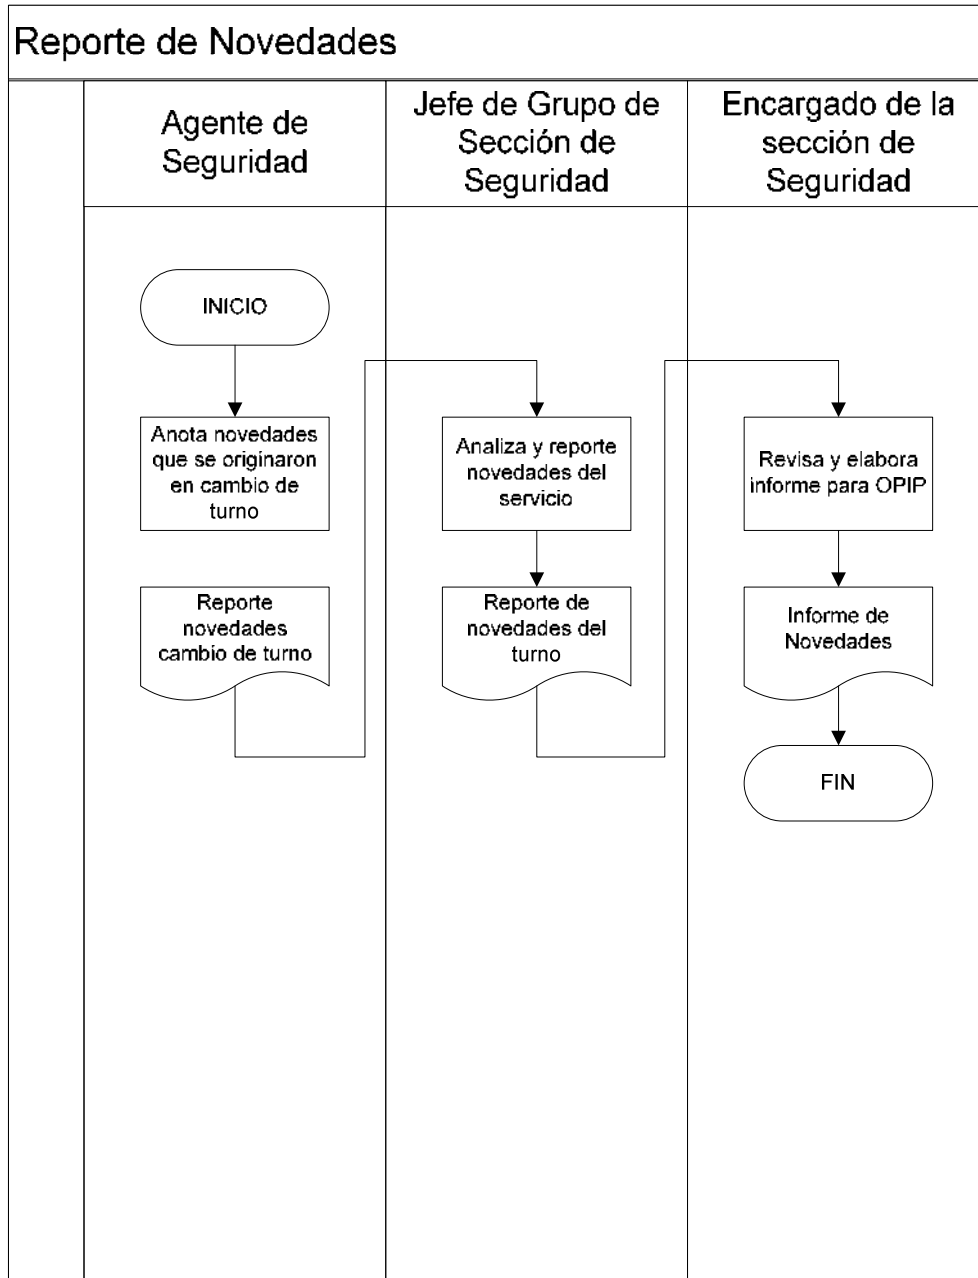 Reporte de Novedades
Agente de
Seguridad
Jefe de Grupo de
Sección de
Seguridad
Encargado de la
sección de
Seguridad
INICIO
Anota novedades
que se originaron
en cambio de
turno
Reporte
novedades
cambio de turno
Analiza y reporte
novedades del
servicio
Reporte de
novedades del
turno
Revisa y elabora
informe para OPIP
Informe de
Novedades
FIN